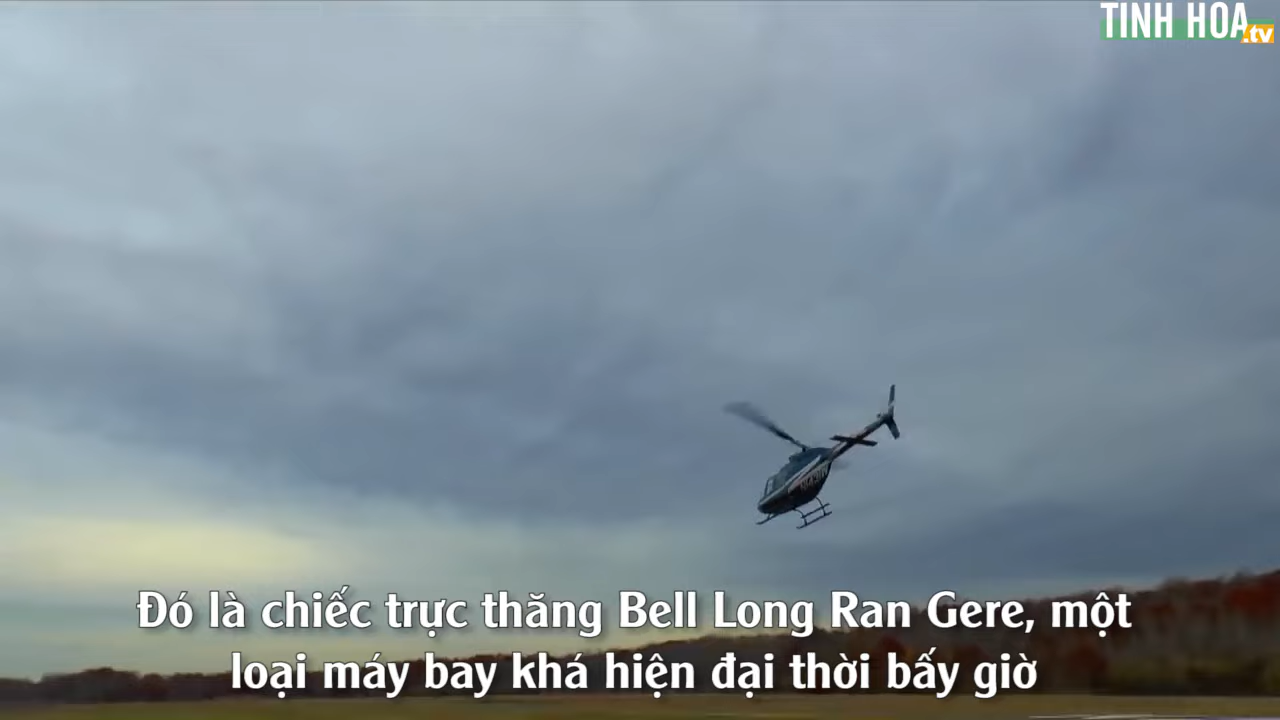 TINH HOA
.tv
Đó là chiếc trực thăng Bell Long Ran Gere, một
loại máy bay khá hiện đại thời bấy giờ